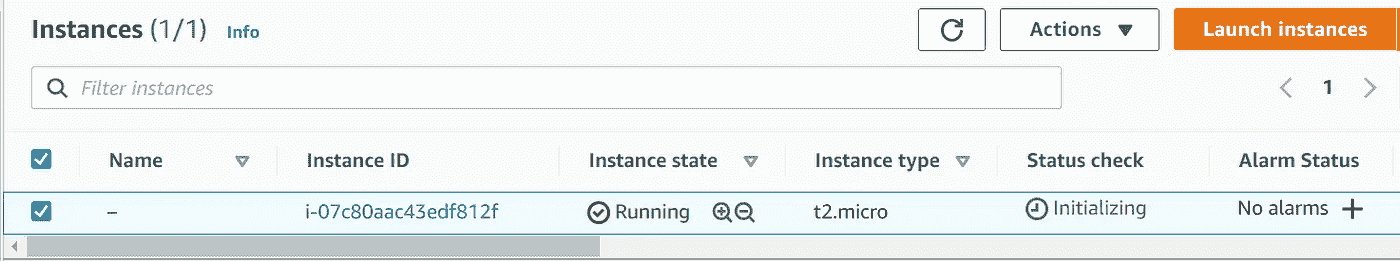 Instances (1/1) Info Actions Launch instances
Filter instances 1
Name Instance ID Instance state Instance type Status check Alarm Status
– i-07c80aac43edf812f Running t2.micro Initializing No alarms +